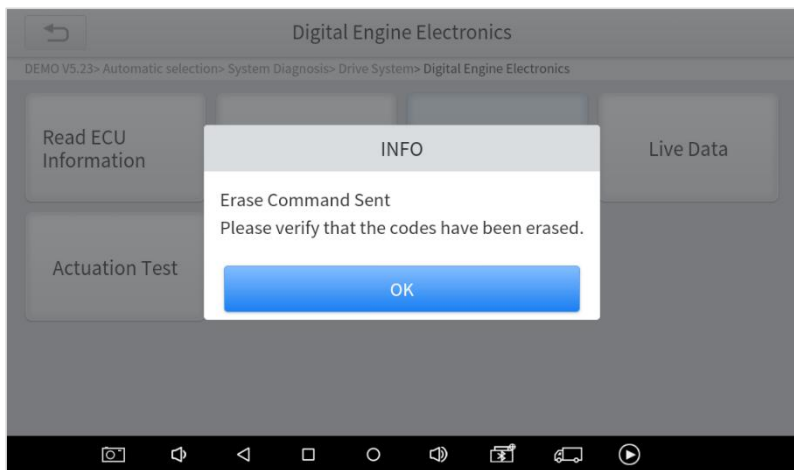 Digital Engine Electronics
DEMO V5.23> Automatic selection> System Diagnosis> Drive System> Digital Engine Electronics
Read ECU
Information
Live Data
INFO
Erase Command Sent
Please verify that the codes have been erased.
OK
Actuation Test